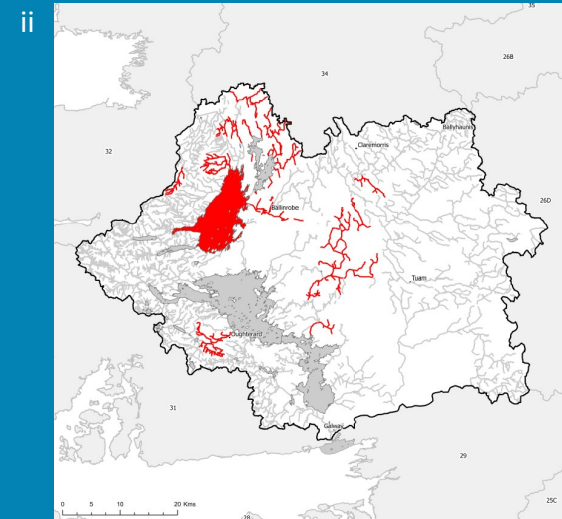 ii
35
26B
34
Ballyhaunis
Claremorris
32
26D
Ballinrobe
Tuam
Oughterard
31
Galway
29
0 5 10 20 Kms
25C
28